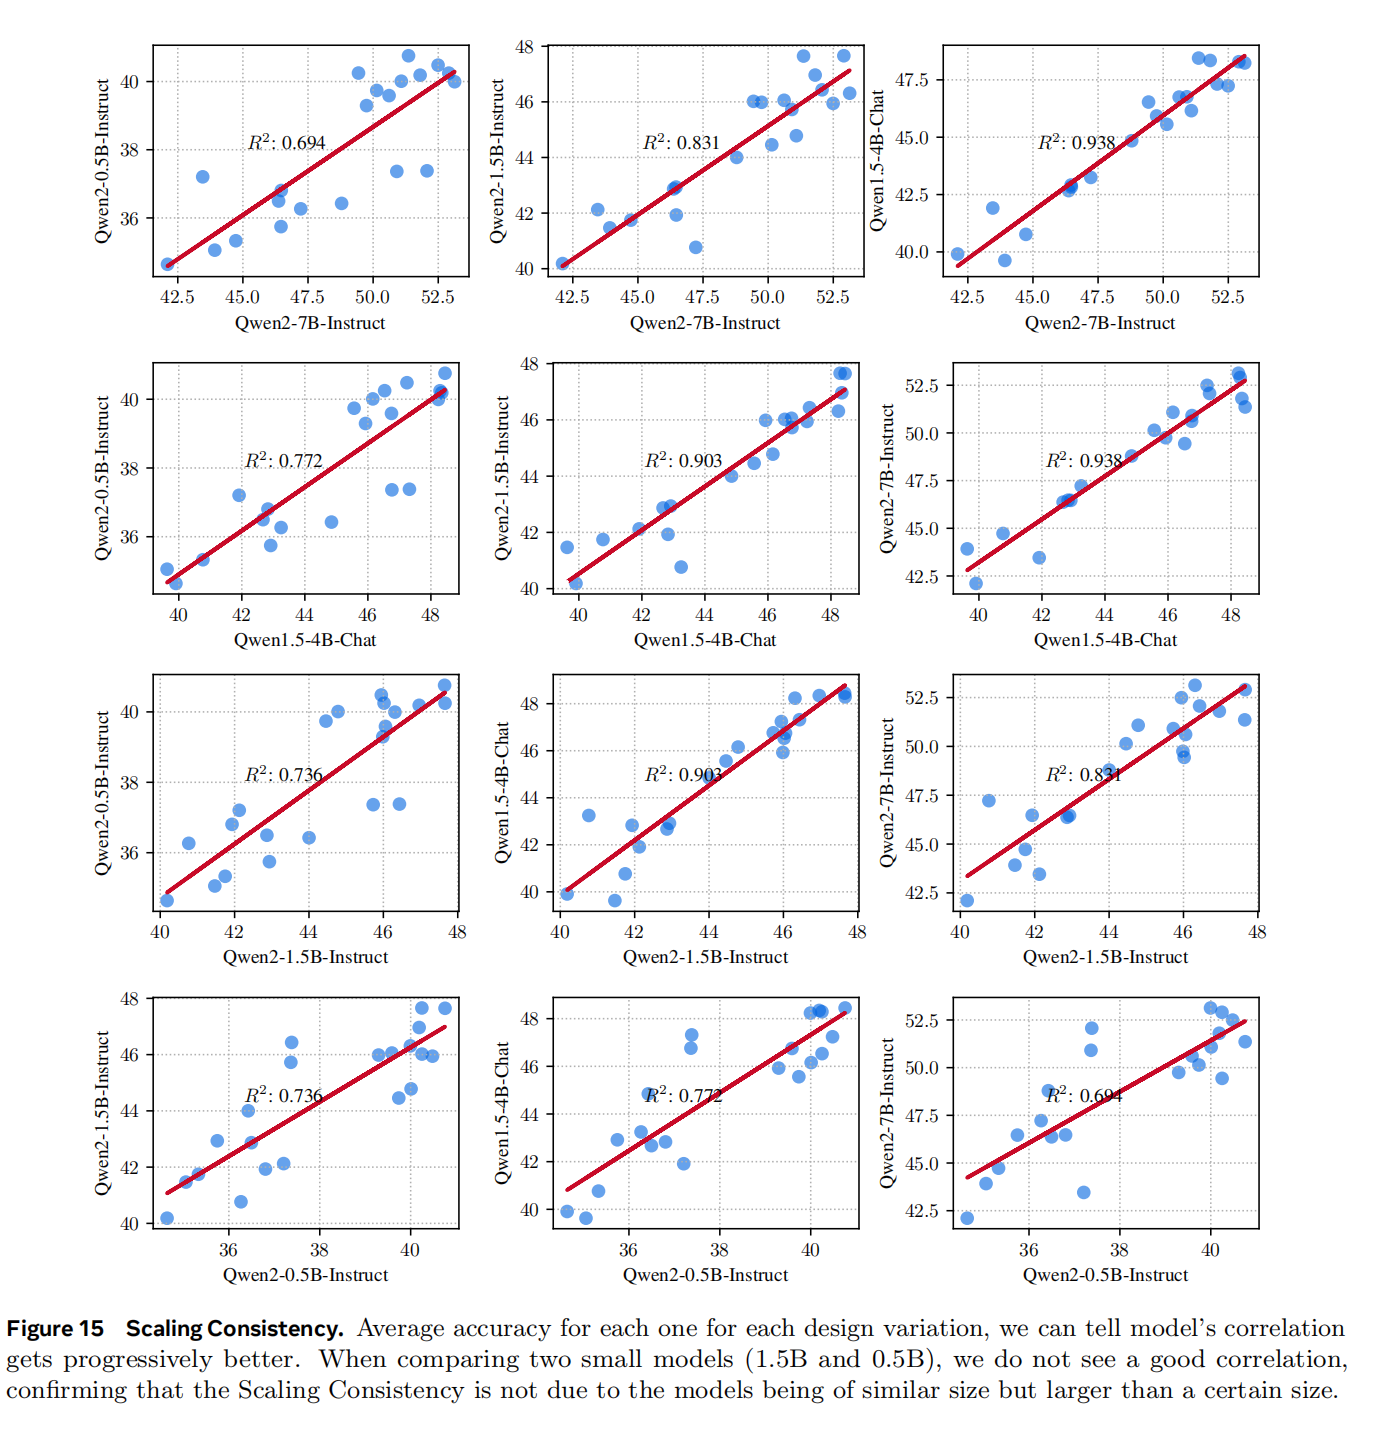 40
38
36
Qwen2-0.5B-Instruct
R²: 0.694
42.5 45.0 47.5 50.0 52.5
Qwen2-7B-Instruct
48
46
44
42
40
Qwen2-1.5B-Instruct
R²: 0.831
42.5 45.0 47.5 50.0 52.5
Qwen2-7B-Instruct
47.5
45.0
42.5
40.0
Qwen1.5-4B-Chat
R²: 0.938
42.5 45.0 47.5 50.0 52.5
Qwen2-7B-Instruct
40
38
36
Qwen2-0.5B-Instruct
R²: 0.772
40 42 44 46 48
Qwen1.5-4B-Chat
48
46
44
42
40
Qwen2-1.5B-Instruct
R²: 0.903
40 42 44 46 48
Qwen1.5-4B-Chat
52.5
50.0
47.5
45.0
42.5
Qwen2-7B-Instruct
R²: 0.938
40 42 44 46 48
Qwen1.5-4B-Chat
40
38
36
Qwen2-0.5B-Instruct
R²: 0.736
40 42 44 46 48
Qwen2-1.5B-Instruct
48
46
44
42
40
Qwen1.5-4B-Chat
R²: 0.903
40 42 44 46 48
Qwen2-1.5B-Instruct
52.5
50.0
47.5
45.0
42.5
Qwen2-7B-Instruct
R²: 0.831
40 42 44 46 48
Qwen2-1.5B-Instruct
48
46
44
42
40
Qwen2-1.5B-Instruct
R²: 0.736
36 38 40
Qwen2-0.5B-Instruct
48
46
44
42
40
Qwen1.5-4B-Chat
R²: 0.772
36 38 40
Qwen2-0.5B-Instruct
52.5
50.0
47.5
45.0
42.5
Qwen2-7B-Instruct
R²: 0.694
36 38 40
Qwen2-0.5B-Instruct
Figure 15 Scaling Consistency. Average accuracy for each one for each design variation, we can tell model's correlation
gets progressively better. When comparing two small models (1.5B and 0.5B), we do not see a good correlation,
confirming that the Scaling Consistency is not due to the models being of similar size but larger than a certain size.